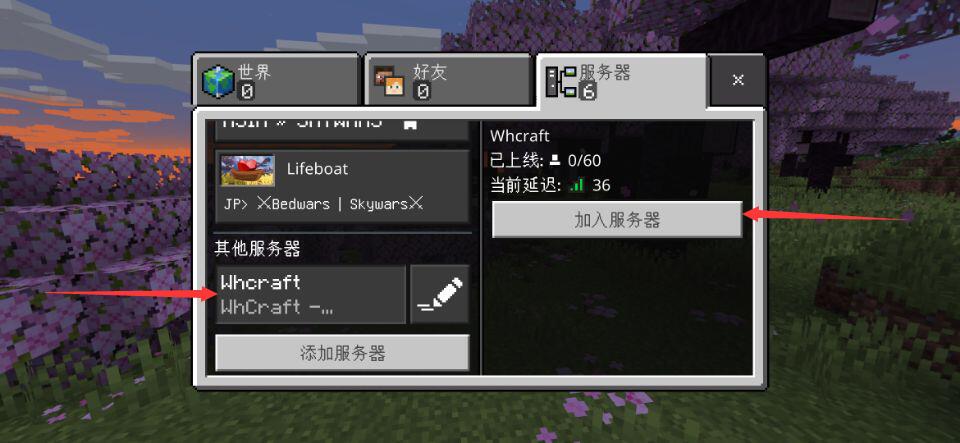 世界
0
好友
0
服务器
6
Lifeboat
JP> ⚔Bedwars | Skywars⚔
其他服务器
Whcraft
WhCraft -...
添加服务器
Whcraft
已上线: 0/60
当前延迟: 36
加入服务器